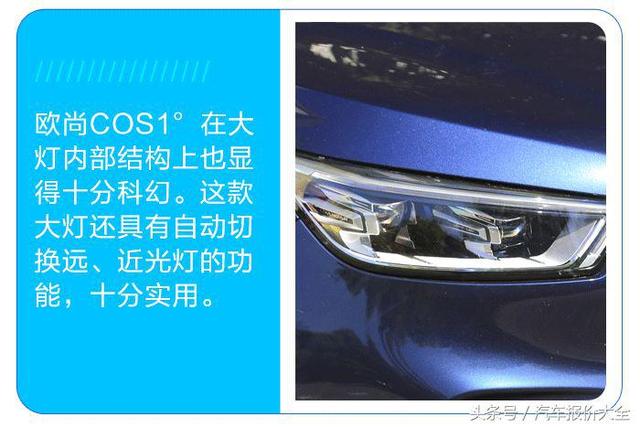 欧尚COS1°在大
灯内部结构上也显
得十分科幻。这款
大灯还具有自动切
换远、近光灯的功
能，十分实用。
头条号／汽车报价大全